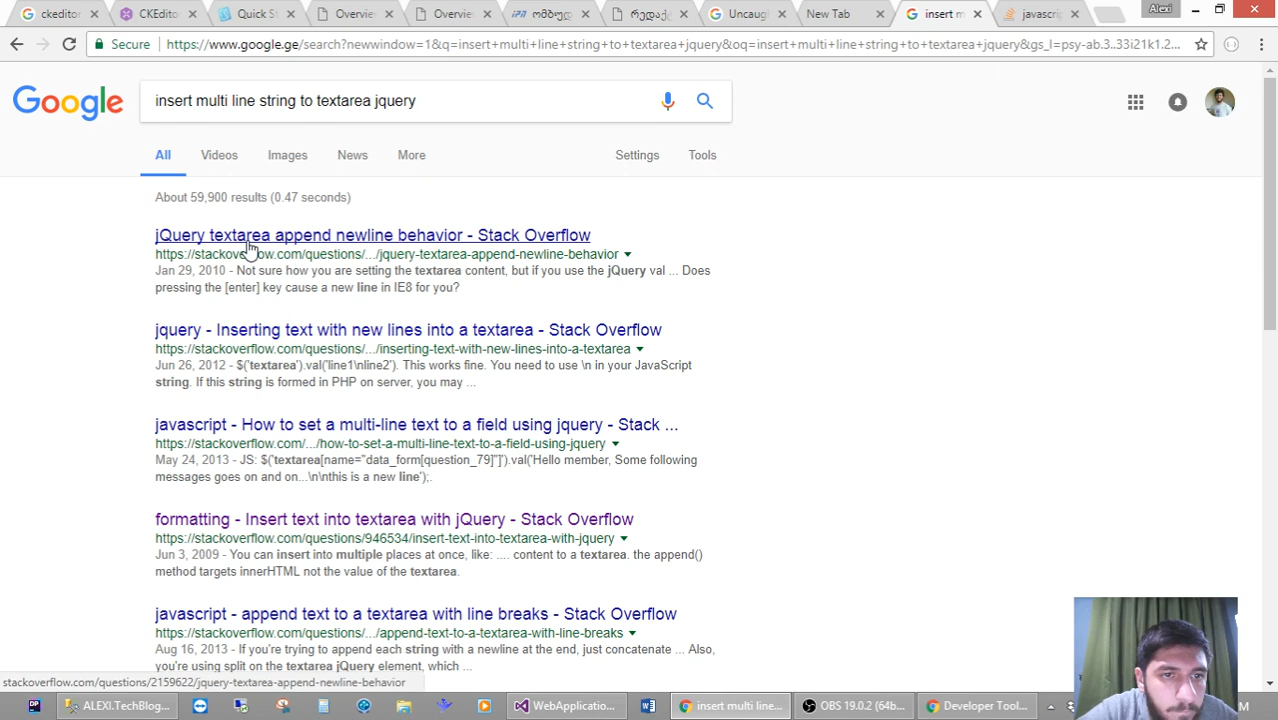 ckeditor
CKEditor
Quick St
Overview
Overview
ომბუდ
რედაქ
Uncaugh
New Tab
insert m
javascrip
Alexi
Secure
https://www.google.ge/search?newwindow=1&q=insert+multi+line+string+to+textarea+jquery&oq=insert+multi+line+string+to+textarea+jquery&gs_l=psy-ab.3..33i21k1.2...
Google
insert multi line string to textarea jquery
All Videos Images News More Settings Tools
About 59,900 results (0.47 seconds)
jQuery textarea append newline behavior - Stack Overflow
https://stackoverflow.com/questions/.../jquery-textarea-append-newline-behavior
Jan 29, 2010 - Not sure how you are setting the textarea content, but if you use the jQuery val ... Does
pressing the [enter] key cause a new line in IE8 for you?
jquery - Inserting text with new lines into a textarea - Stack Overflow
https://stackoverflow.com/questions/.../inserting-text-with-new-lines-into-a-textarea
Jun 26, 2012 - $('textarea').val('line1\nline2'). This works fine. You need to use \n in your JavaScript
string. If this string is formed in PHP on server, you may ...
javascript - How to set a multi-line text to a field using jquery - Stack ...
https://stackoverflow.com/.../how-to-set-a-multi-line-text-to-a-field-using-jquery
May 24, 2013 - JS: $('textarea[name="data_form[question_79]"]').val('Hello member, Some following
messages goes on and on...\n\nthis is a new line');.
formatting - Insert text into textarea with jQuery - Stack Overflow
https://stackoverflow.com/questions/946534/insert-text-into-textarea-with-jquery
Jun 3, 2009 - You can insert into multiple places at once, like: .... content to a textarea. the append()
method targets innerHTML not the value of the textarea.
javascript - append text to a textarea with line breaks - Stack Overflow
https://stackoverflow.com/questions/.../append-text-to-a-textarea-with-line-breaks
Aug 16, 2013 - If you're trying to append each string with a newline at the end, just concatenate ... Also,
you're using split on the textarea jQuery element, which ...
stackoverflow.com/questions/2159622/jquery-textarea-append-newline-behavior
ALEXI.TechBlog...
WebApplication...
insert multi line...
OBS 19.0.2 (64b...
Developer Tool...